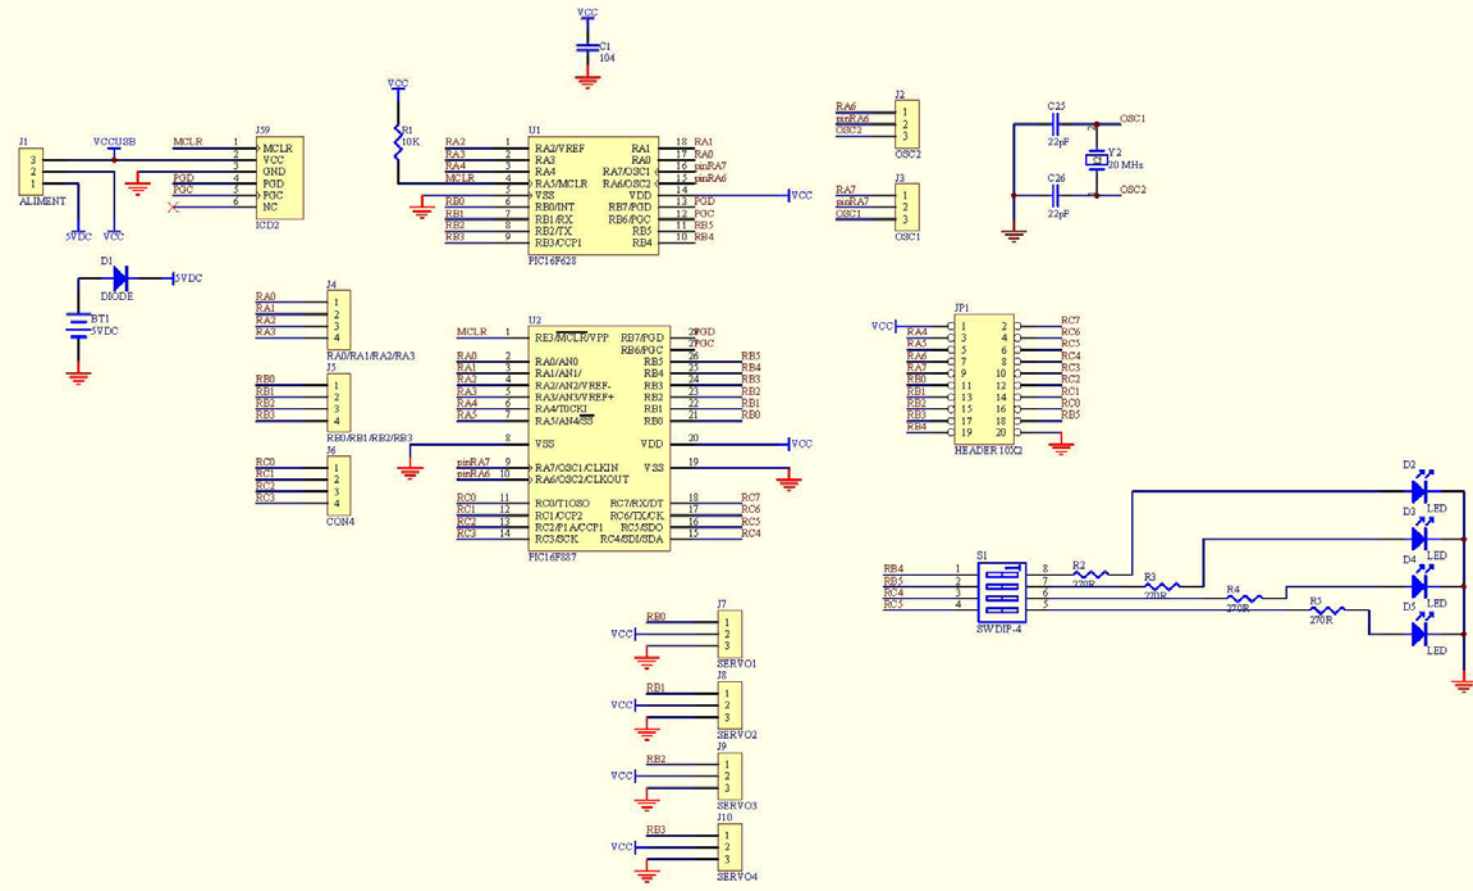 VCC
C1
104
VCC
R1
10K
J1
3
2
1
ALIMENT
VCCUSB
5VDC
VCC
J59
MCLR 1 MCLR
2 VCC
3 GND
PGD 4 PGD
PGC 5 PGC
6 NC
ICD2
U1
RA2 1 RA2/VREF RA1 18 RA1
RA3 2 RA3 RA0 17 RA0
RA4 3 RA4 RA7/OSC1 16 pinRA7
MCLR 4 RA5/MCLR RA6/OSC2 15 pinRA6
5 VSS VDD 14 VCC
RB0 6 RB0/INT RB7/PGD 13 PGD
RB1 7 RB1/RX RB6/PGC 12 PGC
RB2 8 RB2/TX RB5 11 RB5
RB3 9 RB3/CCP1 RB4 10 RB4
PIC16F628
J2
RA6 1
pinRA6 2
OSC2 3
OSC2
J3
RA7 1
pinRA7 2
OSC1 3
OSC1
C25
22pF
OSC1
2
Y2
20 MHz
1
C26
22pF
OSC2
D1
DIODE
5VDC
BT1
5VDC
J4
RA0 1
RA1 2
RA2 3
RA3 4
RA0/RA1/RA2/RA3
J5
RB0 1
RB1 2
RB2 3
RB3 4
RB0/RB1/RB2/RB3
J6
RC0 1
RC1 2
RC2 3
RC3 4
CON4
U2
MCLR 1 RE3/MCLR/VPP RB7/PGD 28 PGD
RB6/PGC 27 PGC
RA0 2 RA0/AN0 RB5 26 RB5
RA1 3 RA1/AN1/ RB4 25 RB4
RA2 4 RA2/AN2/VREF- RB3 24 RB3
RA3 5 RA3/AN3/VREF+ RB2 23 RB2
RA4 6 RA4/T0CKI RB1 22 RB1
RA5 7 RA5/AN4/SS RB0 21 RB0
8 VSS VDD 20 VCC
pinRA7 9 RA7/OSC1/CLKIN VSS 19
pinRA6 10 RA6/OSC2/CLKOUT
RC0 11 RC0/T1OSO RC7/RX/DT 18 RC7
RC1 12 RC1/CCP2 RC6/TX/CK 17 RC6
RC2 13 RC2/P1A/CCP1 RC5/SDO 16 RC5
RC3 14 RC3/SCK RC4/SDI/SDA 15 RC4
PIC16F887
JP1
VCC 1 2 RC7
RA4 3 4 RC6
RA5 5 6 RC5
RA6 7 8 RC4
RA7 9 10 RC3
RB0 11 12 RC2
RB1 13 14 RC1
RB2 15 16 RC0
RB3 17 18 RB5
RB4 19 20
HEADER 10X2
S1
RB4 1 8
RB5 2 7
RC4 3 6
RC5 4 5
SWDIP-4
R2
270R
R3
270R
R4
270R
R5
270R
D2
LED
D3
LED
D4
LED
D5
LED
J7
RB0 1
VCC 2
3
SERVO1
J8
RB1 1
VCC 2
3
SERVO2
J9
RB2 1
VCC 2
3
SERVO3
J10
RB3 1
VCC 2
3
SERVO4